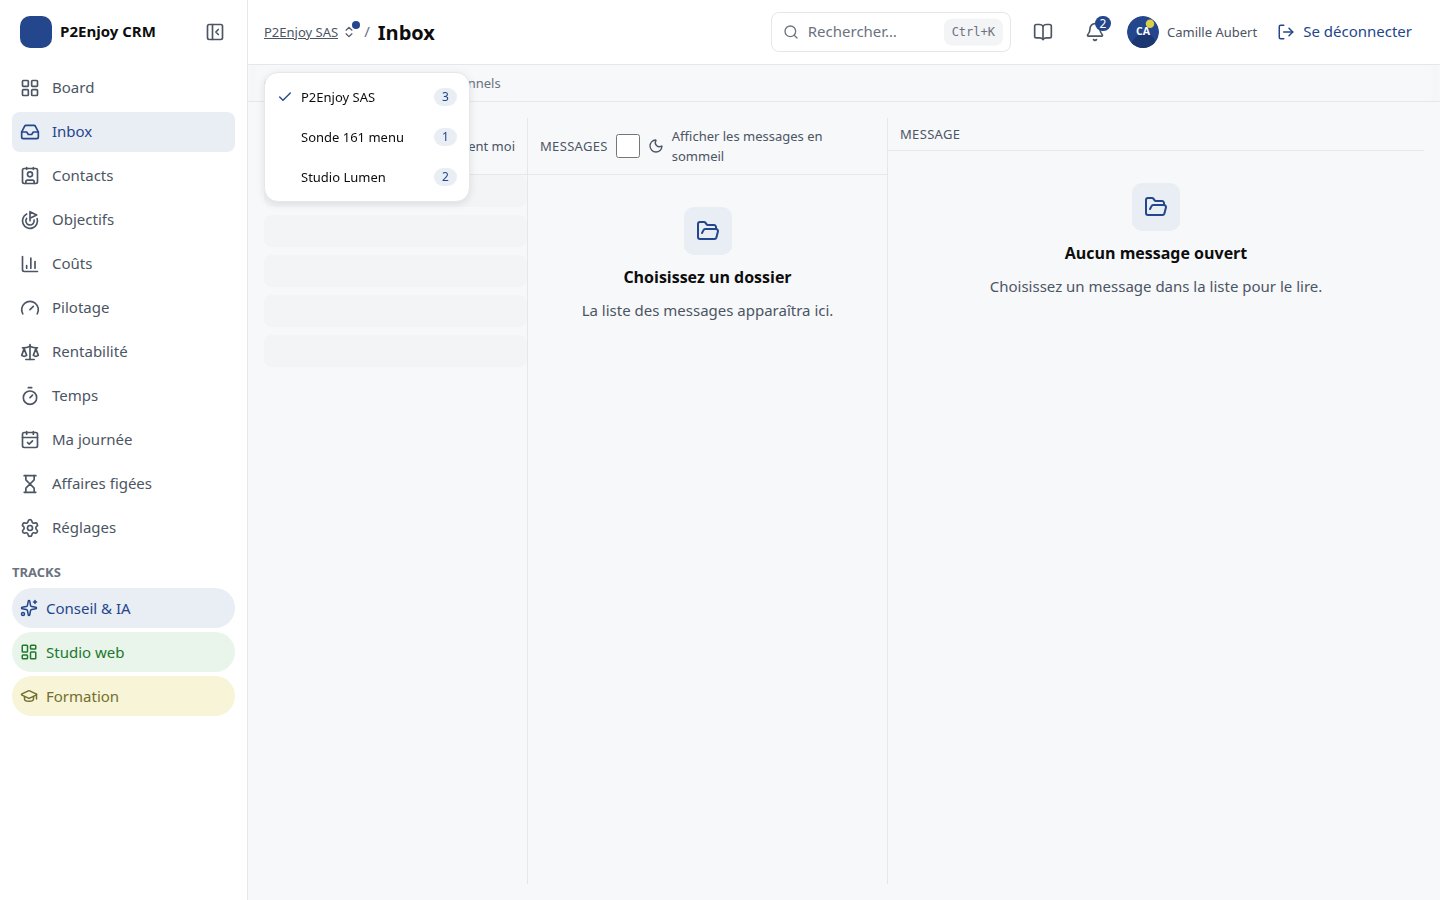 P2Enjoy CRM
P2Enjoy SAS / Inbox
Rechercher... Ctrl+K
2
CA Camille Aubert
Se déconnecter
Board
Inbox
Contacts
Objectifs
Coûts
Pilotage
Rentabilité
Temps
Ma journée
Affaires figées
Réglages
TRACKS
Conseil & IA
Studio web
Formation
P2Enjoy SAS 3
Sonde 161 menu 1
Studio Lumen 2
MESSAGES
Afficher les messages en
sommeil
Choisissez un dossier
La liste des messages apparaîtra ici.
MESSAGE
Aucun message ouvert
Choisissez un message dans la liste pour le lire.